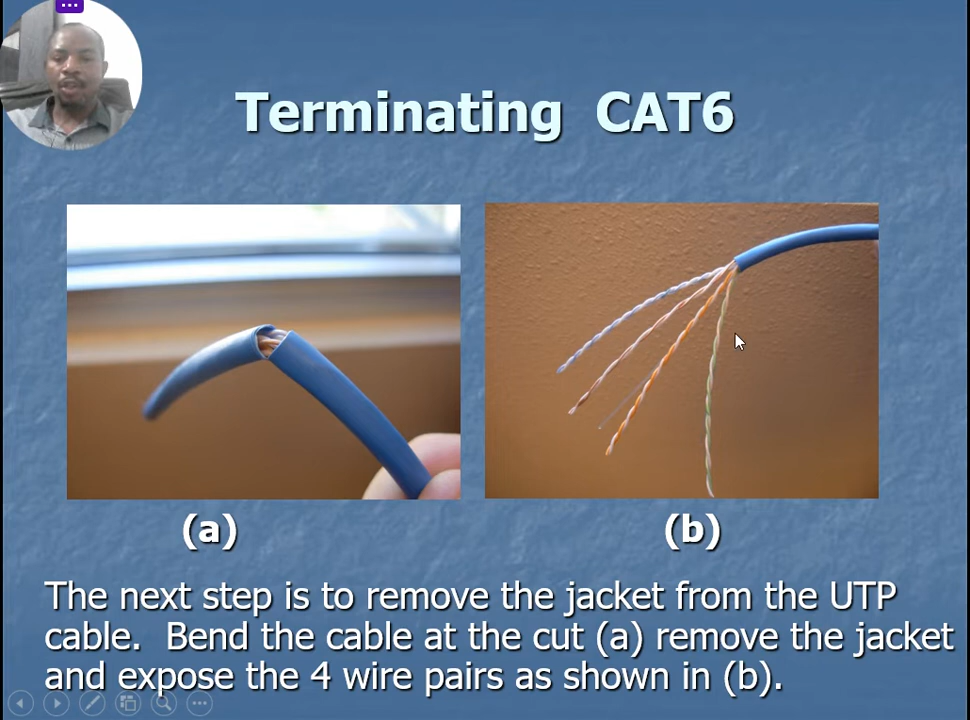 Terminating CAT6
(a)
(b)
The next step is to remove the jacket from the UTP
cable. Bend the cable at the cut (a) remove the jacket
and expose the 4 wire pairs as shown in (b).